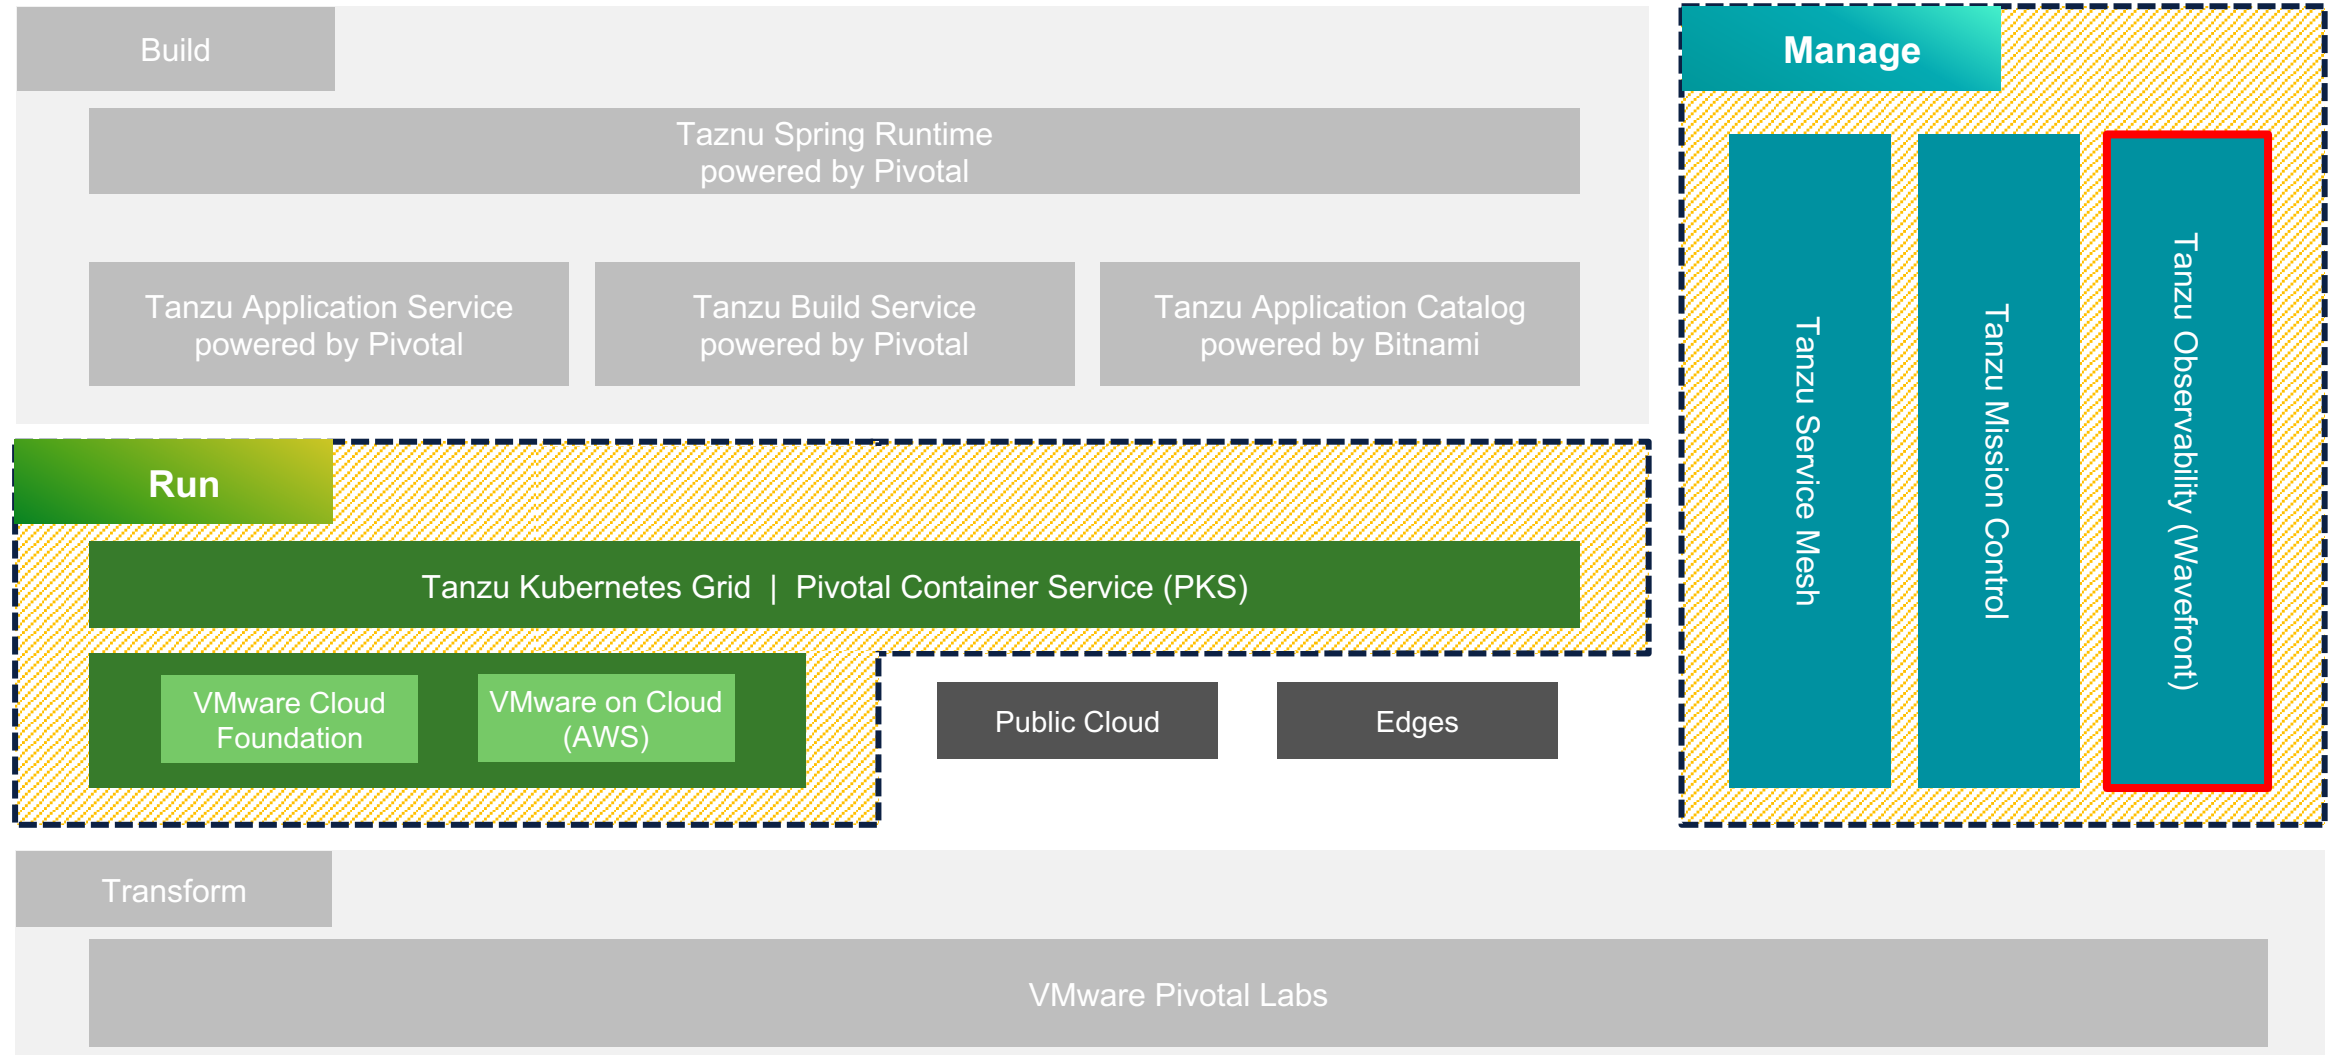 Build
Taznu Spring Runtime
powered by Pivotal
Tanzu Application Service
powered by Pivotal
Tanzu Build Service
powered by Pivotal
Tanzu Application Catalog
powered by Bitnami
Run
Tanzu Kubernetes Grid | Pivotal Container Service (PKS)
VMware Cloud
Foundation
VMware on Cloud
(AWS)
Public Cloud
Edges
Manage
Tanzu Service Mesh
Tanzu Mission Control
Tanzu Observability (Wavefront)
Transform
VMware Pivotal Labs